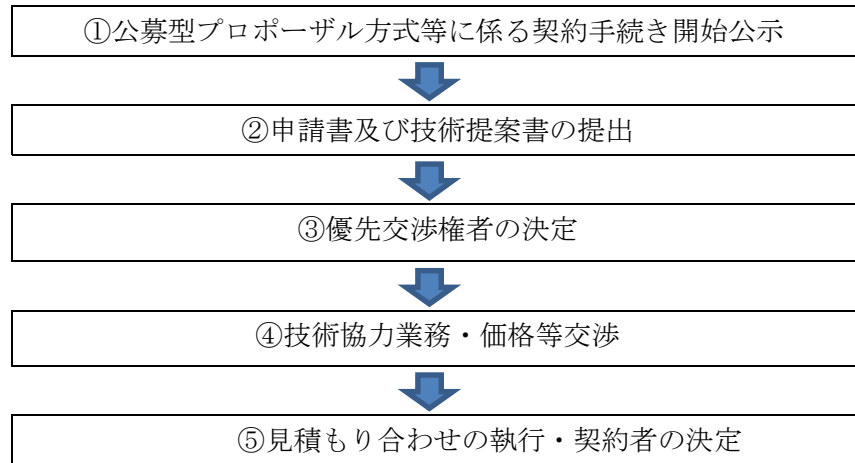 ①公募型プロポーザル方式等に係る契約手続き開始公示
②申請書及び技術提案書の提出
③優先交渉権者の決定
④技術協力業務・価格等交渉
⑤見積もり合わせの執行・契約者の決定